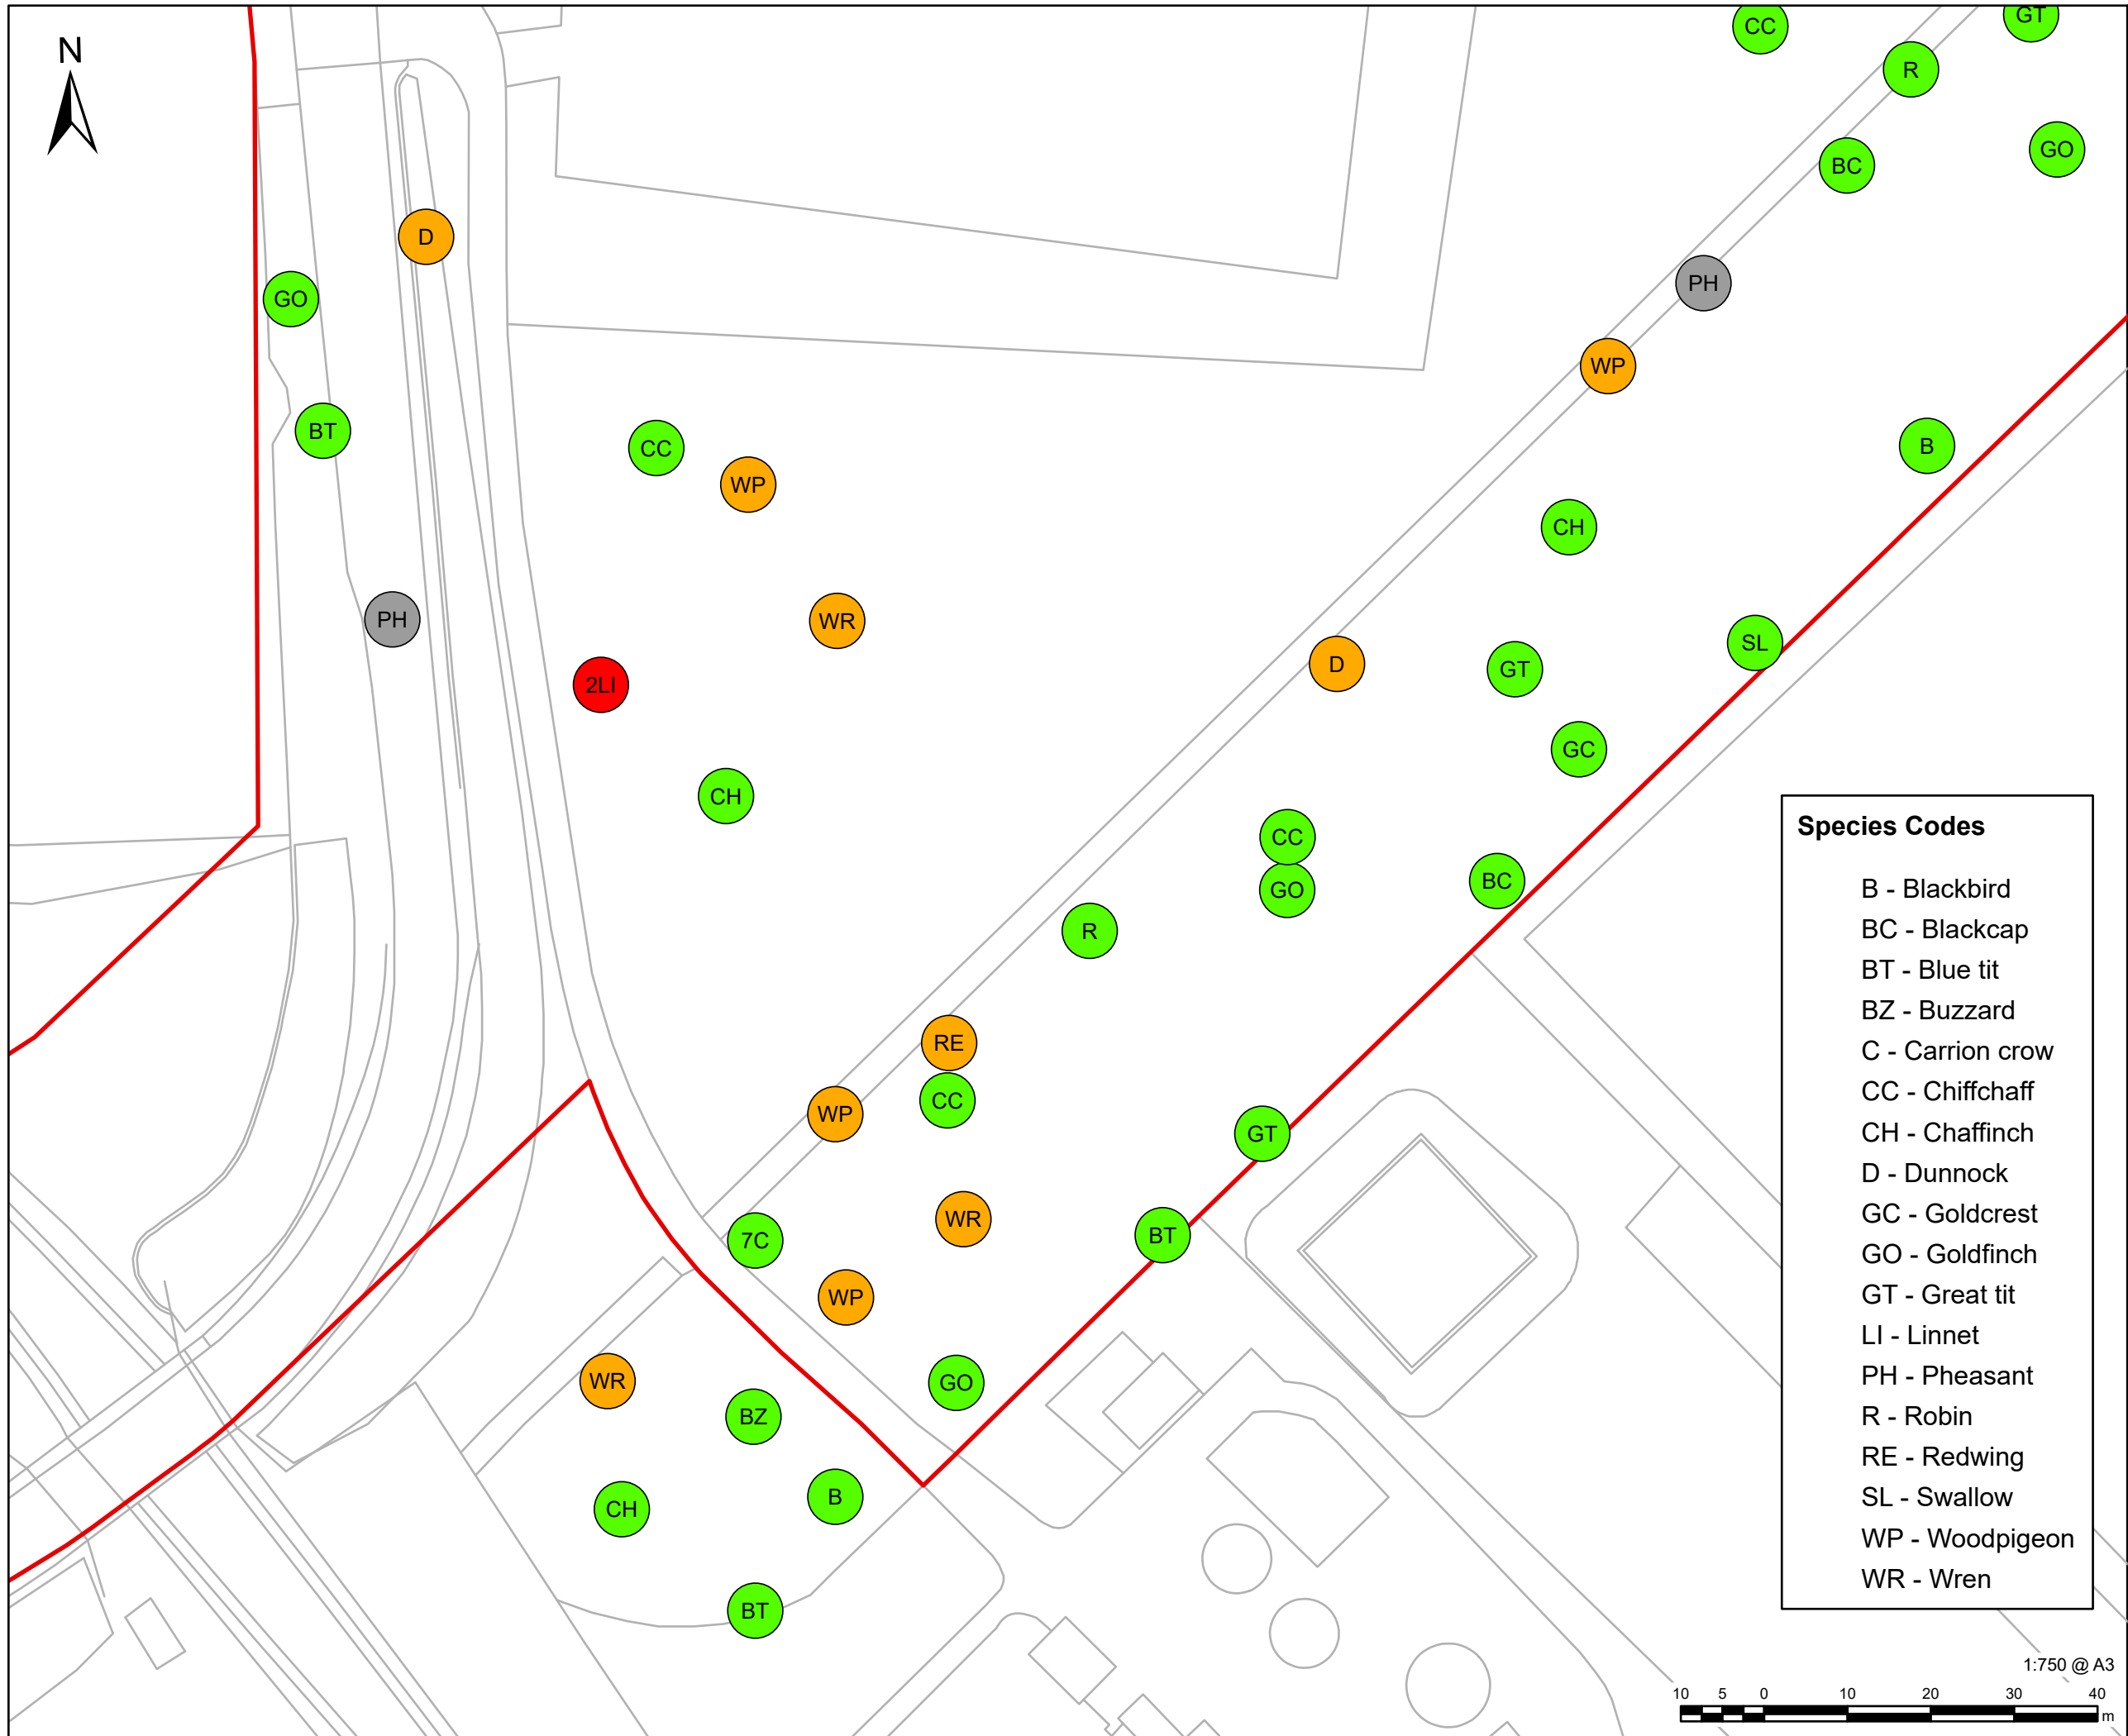 N
CC
GT
R
GO
BC
D
GO
PH
WP
BT
CC
B
WP
CH
PH
WR
SL
D
GT
2LI
GC
CH
CC
BC
GO
R
RE
CC
WP
GT
WR
BT
7C
WP
WR
GO
BZ
B
CH
BT
Species Codes
B - Blackbird
BC - Blackcap
BT - Blue tit
BZ - Buzzard
C - Carrion crow
CC - Chiffchaff
CH - Chaffinch
D - Dunnock
GC - Goldcrest
GO - Goldfinch
GT - Great tit
LI - Linnet
PH - Pheasant
R - Robin
RE - Redwing
SL - Swallow
WP - Woodpigeon
WR - Wren
1:750 @ A3
10 5 0 10 20 30 40
m